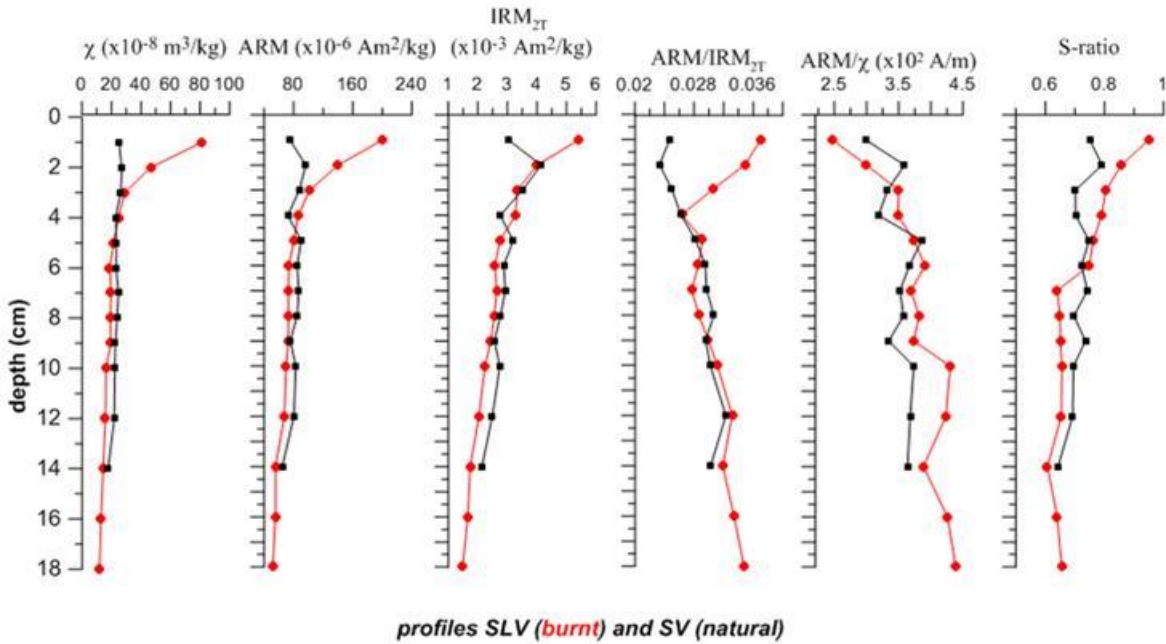 χ (x10⁻⁸ m³/kg)
0 20 40 60 80 100
ARM (x10⁻⁶ Am²/kg)
80 160 240
IRM₂T
(x10⁻³ Am²/kg)
1 2 3 4 5 6
ARM/IRM₂T
0.02 0.028 0.036
ARM/χ (x10² A/m)
2.5 3.5 4.5
S-ratio
0.6 0.8 1
depth (cm)
0
2
4
6
8
10
12
14
16
18
profiles SLV (burnt) and SV (natural)